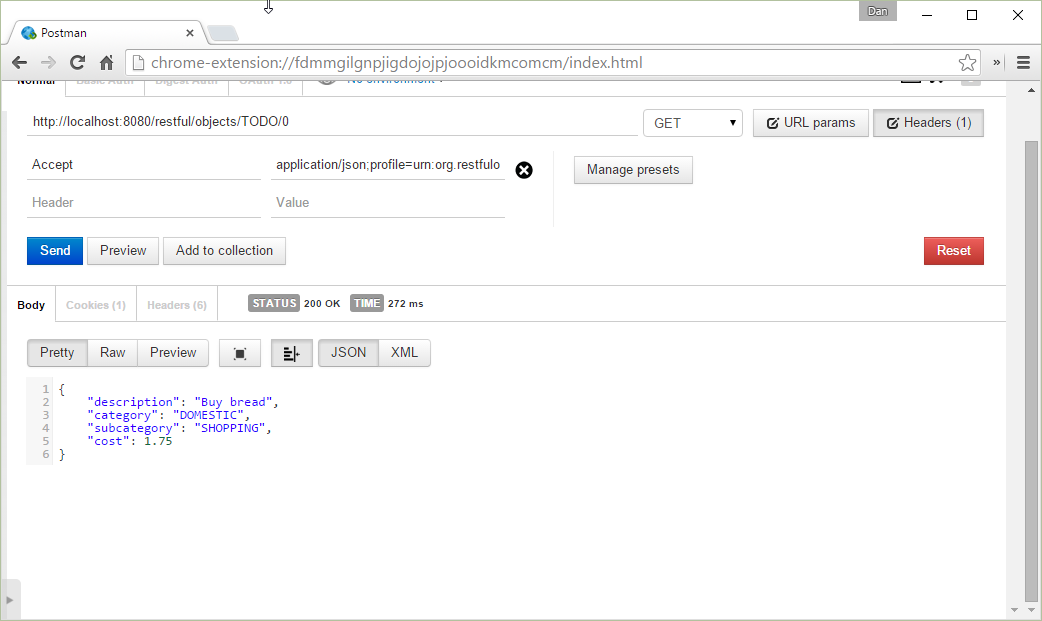 Dan
Postman
chrome-extension://fdmmgilgnpjigdojojpjoooidkmcomcm/index.html
Normal Basic Auth Digest Auth OAuth 1.0 No environment
http://localhost:8080/restful/objects/TODO/0 GET URL params Headers (1)
Accept application/json;profile=urn:org.restfulo Manage presets
Header Value
Send Preview Add to collection Reset
Body Cookies (1) Headers (6) STATUS 200 OK TIME 272 ms
Pretty Raw Preview JSON XML
1 {
2 "description": "Buy bread",
3 "category": "DOMESTIC",
4 "subcategory": "SHOPPING",
5 "cost": 1.75
6 }